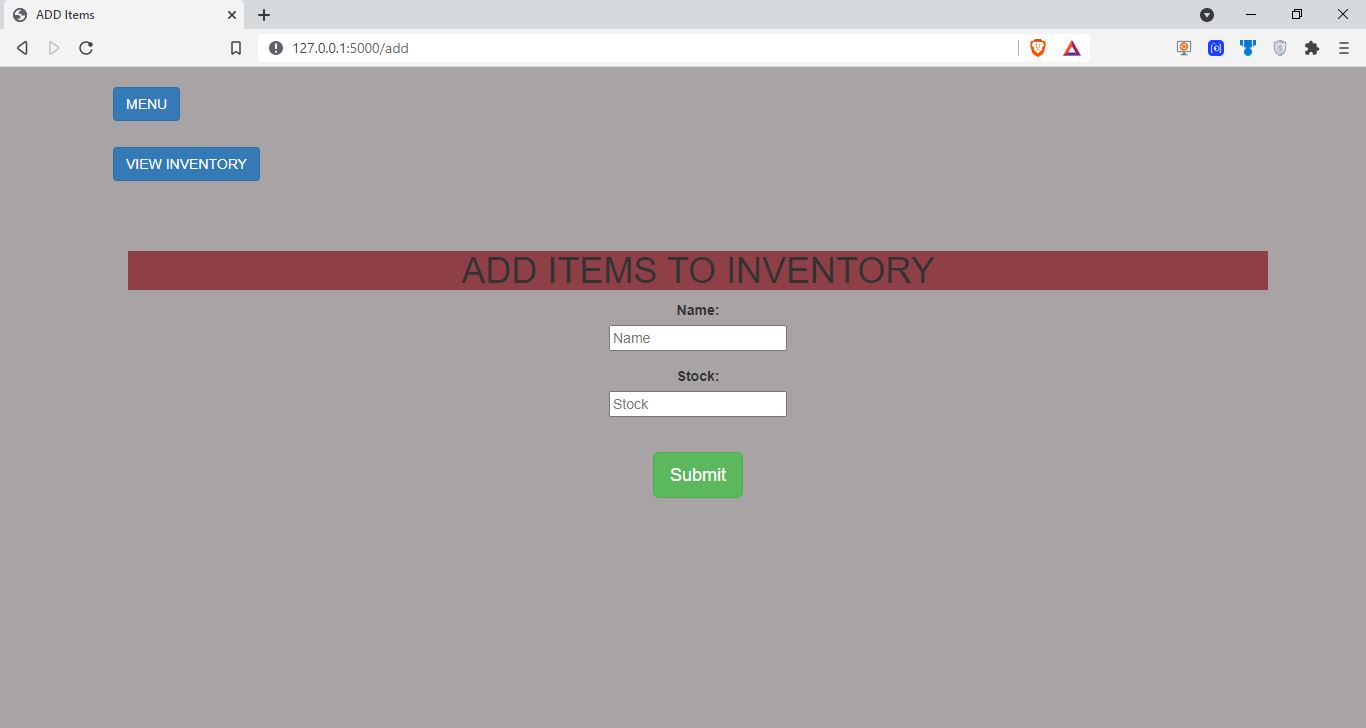 ADD Items
127.0.0.1:5000/add
MENU
VIEW INVENTORY
ADD ITEMS TO INVENTORY
Name:
Name
Stock:
Stock
Submit